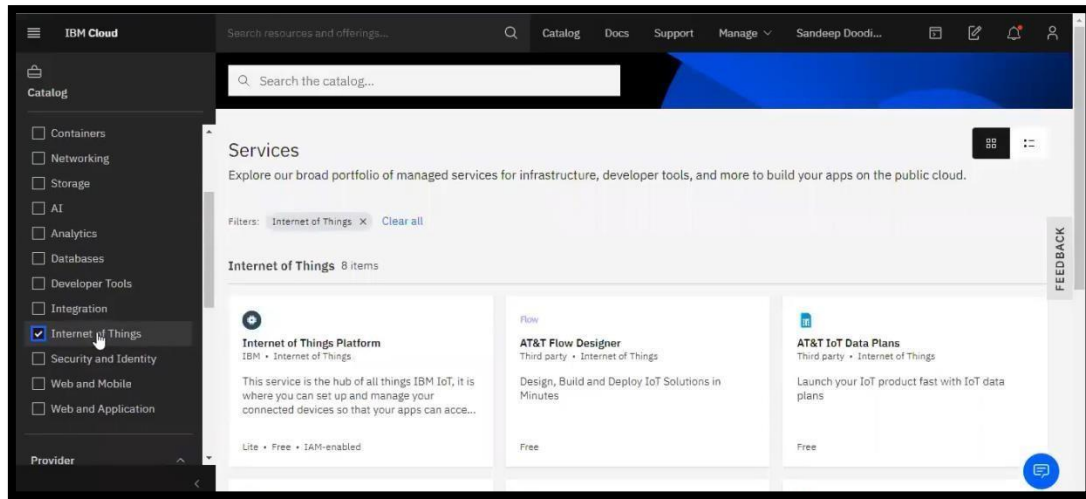 IBM Cloud
Search resources and offerings...
Catalog
Docs
Support
Manage
Sandeep Doodi...
Catalog
Containers
Networking
Storage
AI
Analytics
Databases
Developer Tools
Integration
Internet of Things
Security and Identity
Web and Mobile
Web and Application
Provider
Search the catalog...
Services
Explore our broad portfolio of managed services for infrastructure, developer tools, and more to build your apps on the public cloud.
Filters: Internet of Things × Clear all
Internet of Things 8 items
Internet of Things Platform
IBM • Internet of Things
This service is the hub of all things IBM IoT, it is
where you can set up and manage your
connected devices so that your apps can acce...
Lite • Free • IAM-enabled
Flow
AT&T Flow Designer
Third party • Internet of Things
Design, Build and Deploy IoT Solutions in
Minutes
Free
AT&T IoT Data Plans
Third party • Internet of Things
Launch your IoT product fast with IoT data
plans
Free
FEEDBACK